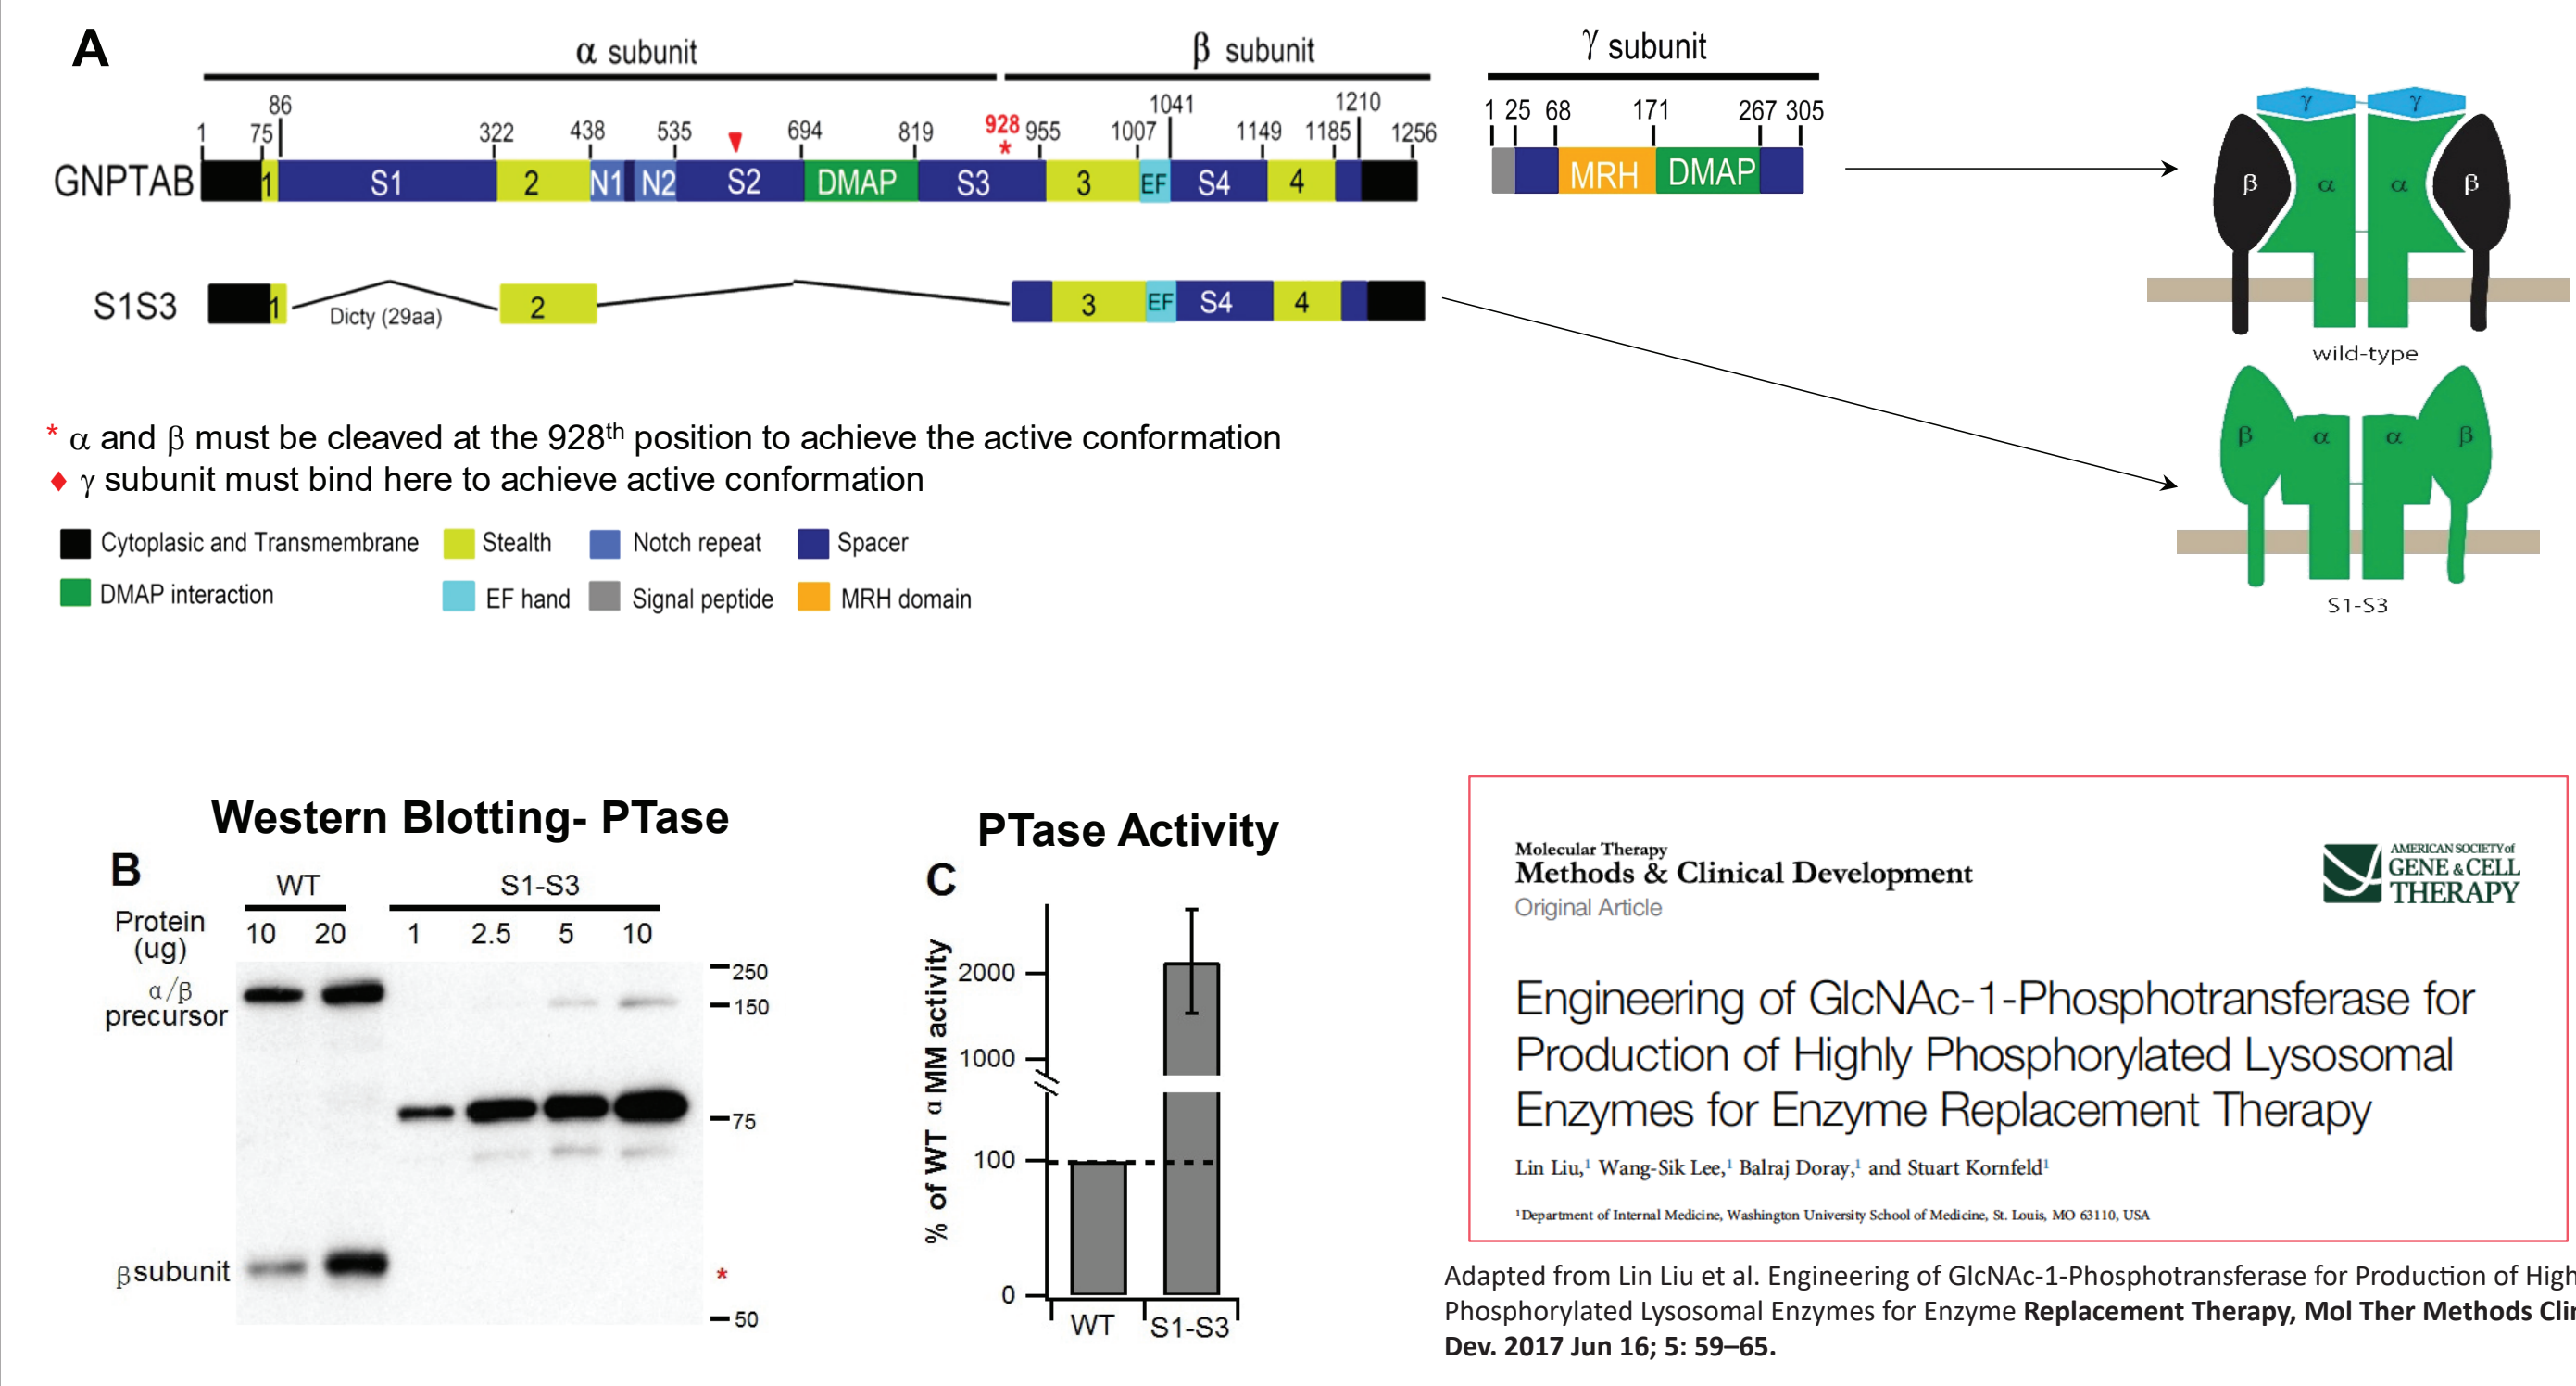 A
α subunit
β subunit
γ subunit
1
75
86
322
438
535
694
819
928
*
955
1007
1041
1149
1185
1210
1256
1 25 68 171 267 305
GNPTAB
1
S1
2
N1
N2
S2
DMAP
S3
3
EF
S4
4
MRH
DMAP
γ γ
β α α β
wild-type
S1S3
1
Dicty (29aa)
2
3
EF
S4
4
β α α β
S1-S3
* α and β must be cleaved at the 928th position to achieve the active conformation
♦ γ subunit must bind here to achieve active conformation
Cytoplasic and Transmembrane
Stealth
Notch repeat
Spacer
DMAP interaction
EF hand
Signal peptide
MRH domain
Western Blotting- PTase
B
WT
S1-S3
Protein
(ug)
10 20 1 2.5 5 10
α/β
precursor
250
150
75
βsubunit
*
50
PTase Activity
C
% of WT αMM activity
2000
1000
100
0
WT
S1-S3
Molecular Therapy
Methods & Clinical Development
Original Article
AMERICAN SOCIETY of
GENE & CELL
THERAPY
Engineering of GlcNAc-1-Phosphotransferase for
Production of Highly Phosphorylated Lysosomal
Enzymes for Enzyme Replacement Therapy
Lin Liu,1 Wang-Sik Lee,1 Balraj Doray,1 and Stuart Kornfeld1
1Department of Internal Medicine, Washington University School of Medicine, St. Louis, MO 63110, USA
Adapted from Lin Liu et al. Engineering of GlcNAc-1-Phosphotransferase for Production of High
Phosphorylated Lysosomal Enzymes for Enzyme Replacement Therapy, Mol Ther Methods Clin
Dev. 2017 Jun 16; 5: 59–65.